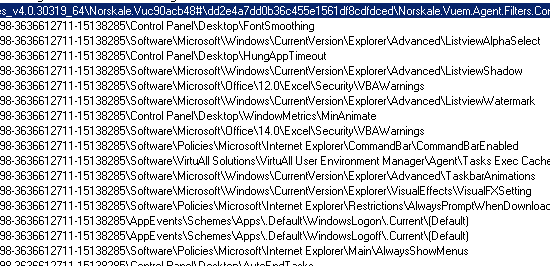 es_v4.0.30319_64\Norskale.Vuc90acb48#\dd2e4a7dd0b36c455e1561df8cdfdced\Norskale.Vuem.Agent.Filters.Con
98-3636612711-15138285\Control Panel\Desktop\FontSmoothing
98-3636612711-15138285\Software\Microsoft\Windows\CurrentVersion\Explorer\Advanced\ListviewAlphaSelect
98-3636612711-15138285\Control Panel\Desktop\HungAppTimeout
98-3636612711-15138285\Software\Microsoft\Windows\CurrentVersion\Explorer\Advanced\ListviewShadow
98-3636612711-15138285\Software\Microsoft\Office\12.0\Excel\Security\VBAWarnings
98-3636612711-15138285\Software\Microsoft\Windows\CurrentVersion\Explorer\Advanced\ListviewWatermark
98-3636612711-15138285\Control Panel\Desktop\WindowMetrics\MinAnimate
98-3636612711-15138285\Software\Microsoft\Office\14.0\Excel\Security\VBAWarnings
98-3636612711-15138285\Software\Policies\Microsoft\Internet Explorer\CommandBar\CommandBarEnabled
98-3636612711-15138285\Software\VirtuAll Solutions\VirtuAll User Environment Manager\Agent\Tasks Exec Cache
98-3636612711-15138285\Software\Microsoft\Windows\CurrentVersion\Explorer\Advanced\TaskbarAnimations
98-3636612711-15138285\Software\Microsoft\Windows\CurrentVersion\Explorer\VisualEffects\VisualFXSetting
98-3636612711-15138285\Software\Policies\Microsoft\Internet Explorer\Restrictions\AlwaysPromptWhenDownload
98-3636612711-15138285\AppEvents\Schemes\Apps\.Default\WindowsLogon\.Current\(Default)
98-3636612711-15138285\AppEvents\Schemes\Apps\.Default\WindowsLogoff\.Current\(Default)
98-3636612711-15138285\Software\Policies\Microsoft\Internet Explorer\Main\AlwaysShowMenus
98-3636612711-15138285\Control Panel\Desktop\AutoEndTasks